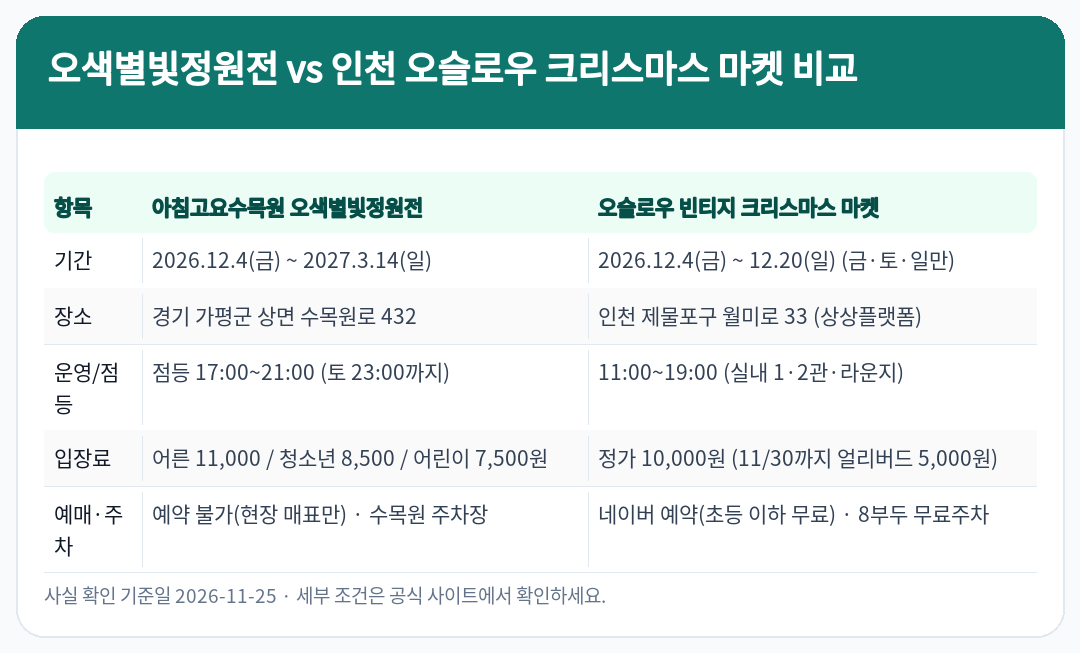 오색별빛정원전 vs 인천 오슬로우 크리스마스 마켓 비교
항목 아침고요수목원 오색별빛정원전 오슬로우 빈티지 크리스마스 마켓
기간 2026.12.4(금) ~ 2027.3.14(일) 2026.12.4(금) ~ 12.20(일) (금·토·일만)
장소 경기 가평군 상면 수목원로 432 인천 제물포구 월미로 33 (상상플랫폼)
운영/점 점등 17:00~21:00 (토 23:00까지) 11:00~19:00 (실내 1·2관·라운지)
등
입장료 어른 11,000 / 청소년 8,500 / 어린이 7,500원 정가 10,000원 (11/30까지 얼리버드 5,000원)
예매·주 예약 불가(현장 매표만) · 수목원 주차장 네이버 예약(초등 이하 무료) · 8부두 무료주차
차
사실 확인 기준일 2026-11-25 · 세부 조건은 공식 사이트에서 확인하세요.